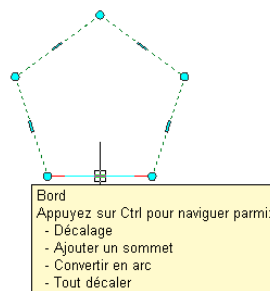 Bord
Appuyez sur Ctrl pour naviguer parmi:
- Décalage
- Ajouter un sommet
- Convertir en arc
- Tout décaler